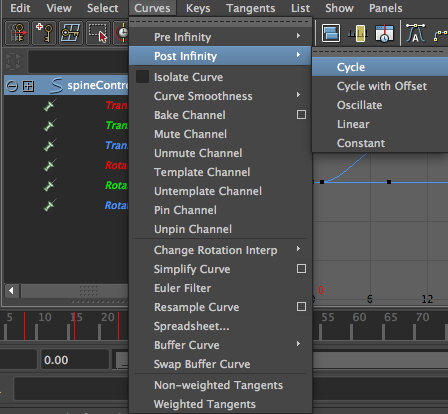 Edit View Select Curves Keys Tangents List Show Panels
Pre Infinity
Post Infinity
Cycle
Cycle with Offset
Oscillate
Linear
Constant
Isolate Curve
Curve Smoothness
Bake Channel
Mute Channel
Unmute Channel
Template Channel
Untemplate Channel
Pin Channel
Unpin Channel
Change Rotation Interp
Simplify Curve
Euler Filter
Resample Curve
Spreadsheet...
Buffer Curve
Swap Buffer Curve
Non-weighted Tangents
Weighted Tangents
spineContro
Trans
Trans
Trans
Rota
Rota
Rota
6 12
5 10 15 20 55 60 65
0.00